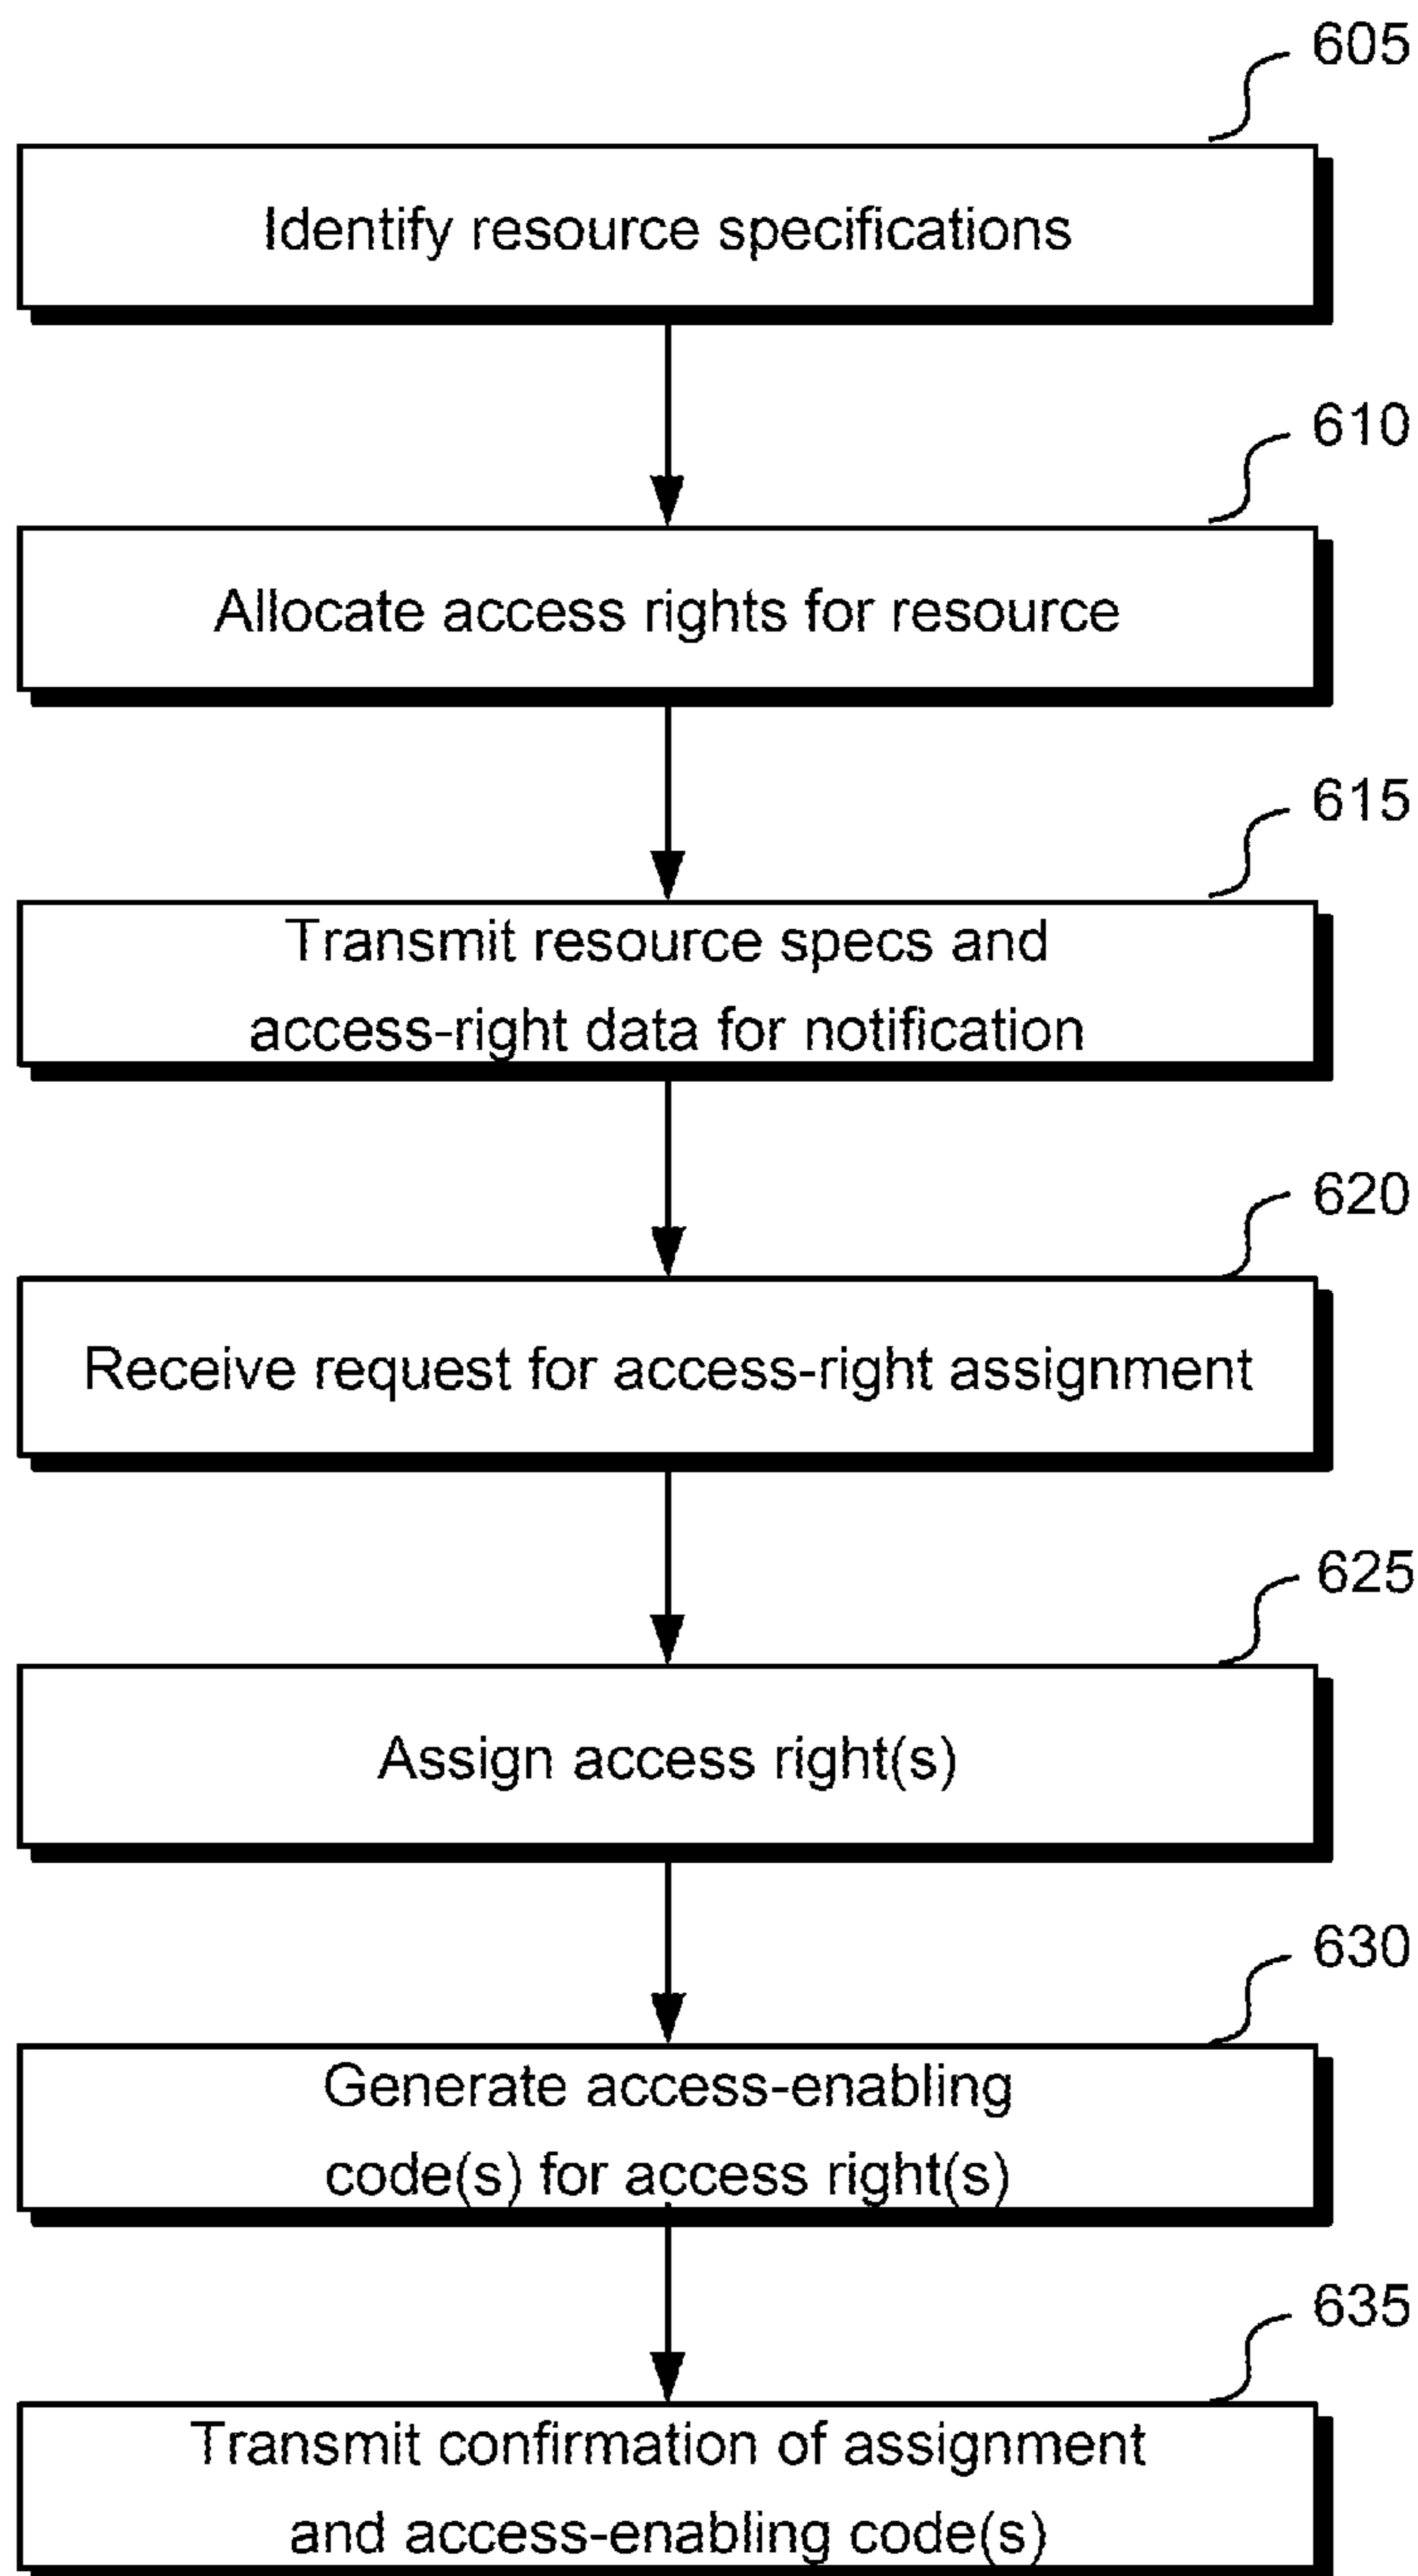 605
Identify resource specifications
610
Allocate access rights for resource
615
Transmit resource specs and
access-right data for notification
620
Receive request for access-right assignment
625
Assign access right(s)
630
Generate access-enabling
code(s) for access right(s)
635
Transmit confirmation of assignment
and access-enabling code(s)